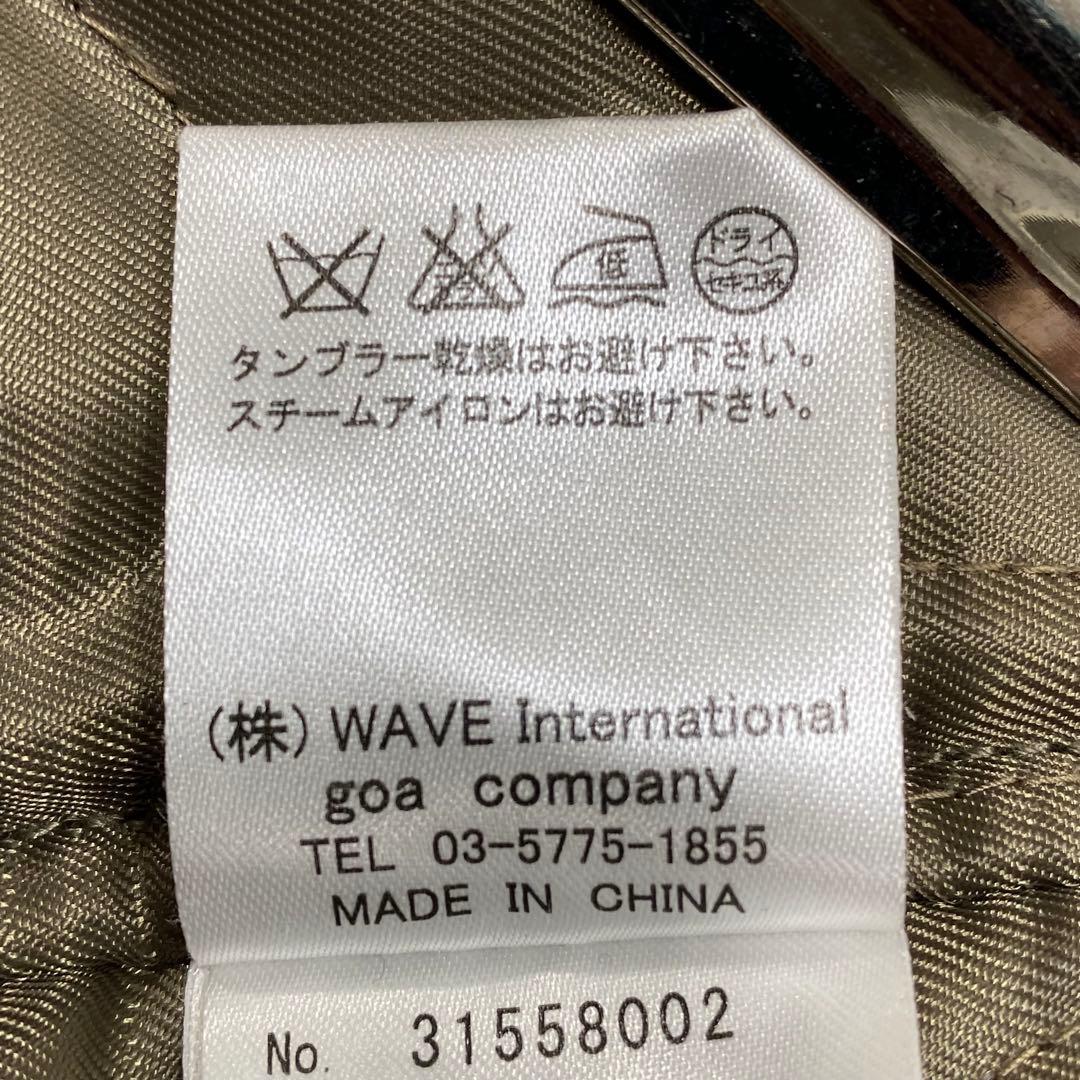 低 ドライ セキユ系
タンブラー乾燥はお避け下さい。
スチームアイロンはお避け下さい。
(株) WAVE International
goa company
TEL 03-5775-1855
MADE IN CHINA
No. 31558002